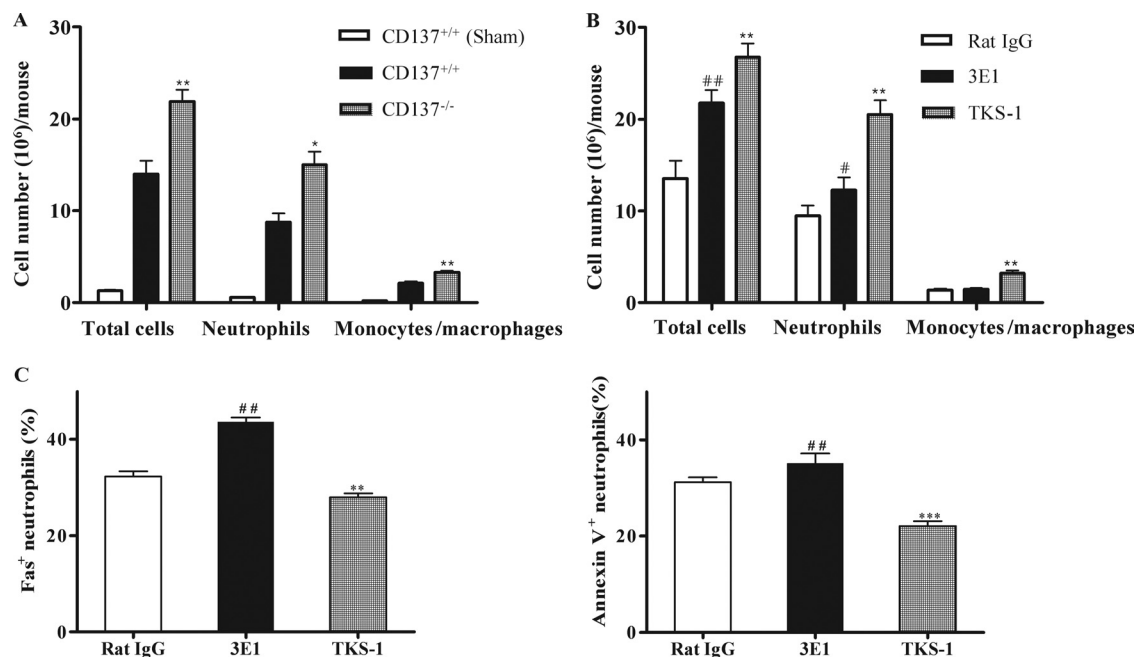 A
30
20
10
0
Cell number (10⁶)/mouse
CD137+/+ (Sham)
CD137+/+
CD137-/-
**
*
**
Total cells
Neutrophils
Monocytes/macrophages
B
30
20
10
0
Cell number (10⁶)/mouse
Rat IgG
3E1
TKS-1
##
**
#
**
**
Total cells
Neutrophils
Monocytes/macrophages
C
40
20
0
Fas+ neutrophils (%)
##
**
Rat IgG
3E1
TKS-1
40
20
0
Annexin V+ neutrophils(%)
##
***
Rat IgG
3E1
TKS-1